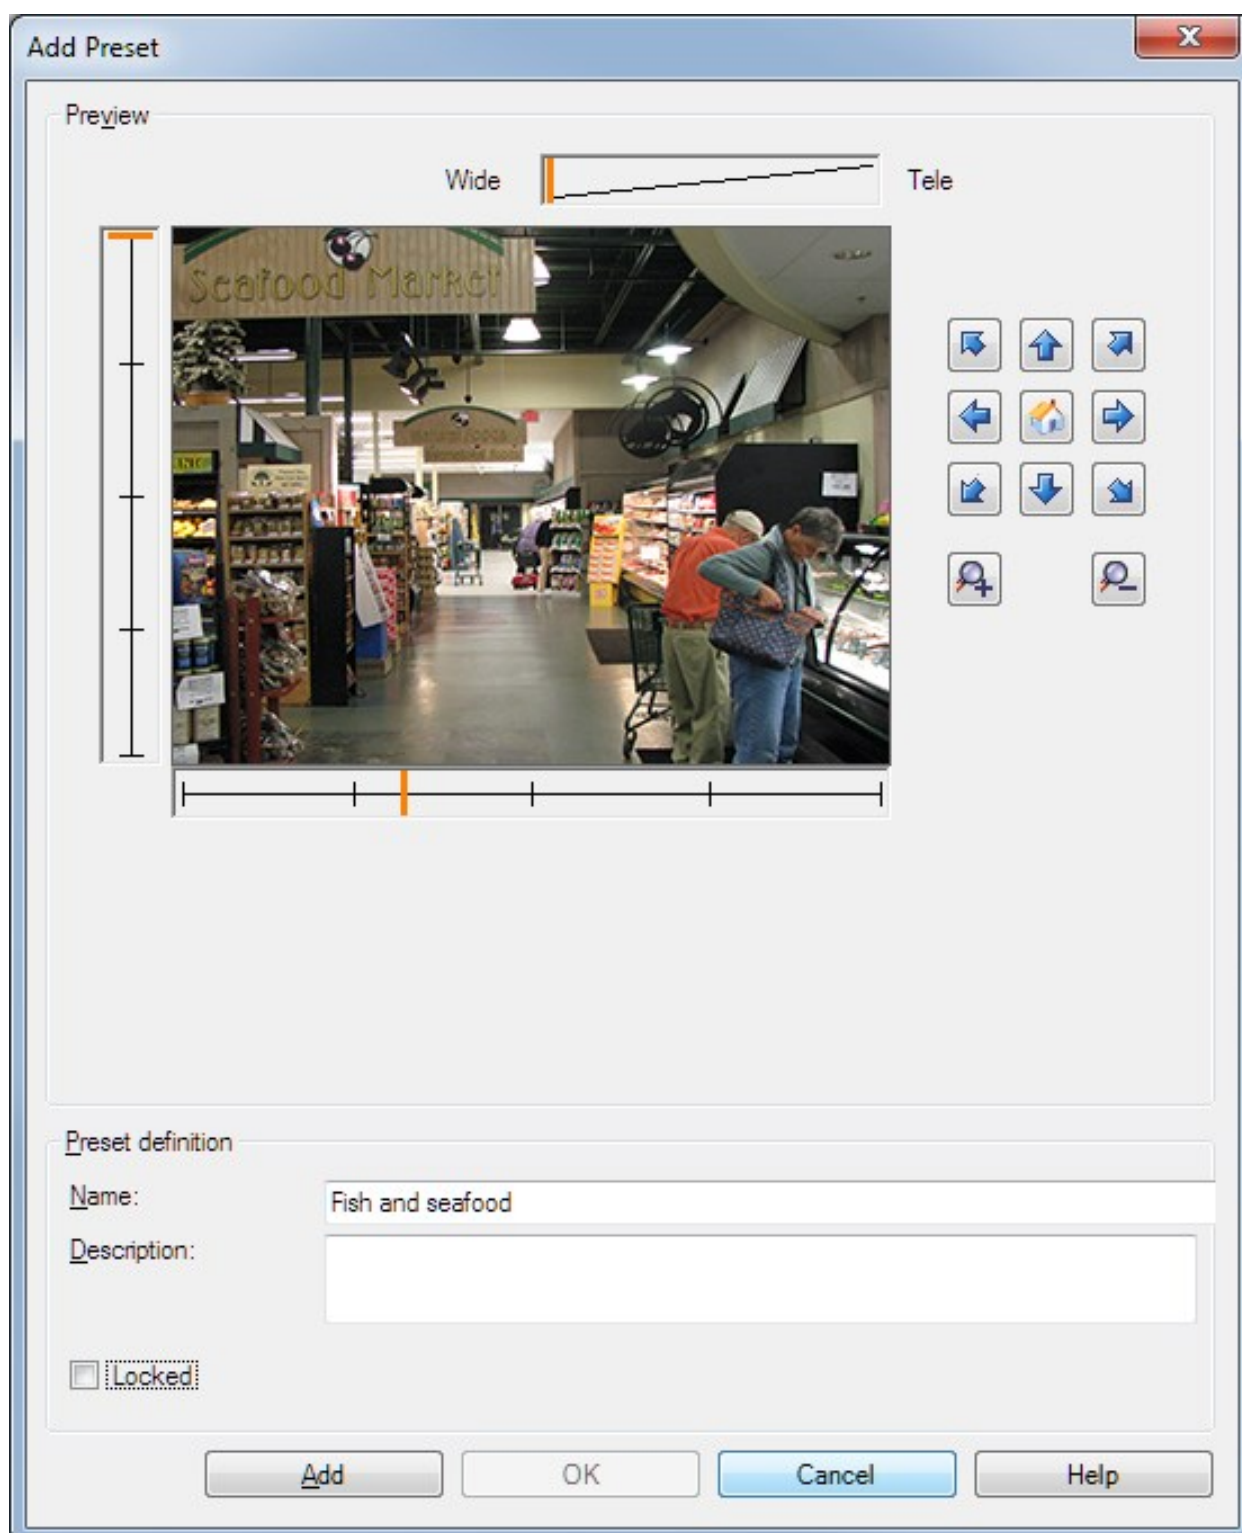 Add Preset
Preview
Wide
Tele
Seafood Market
Preset definition
Name:
Fish and seafood
Description:
Locked
Add
OK
Cancel
Help